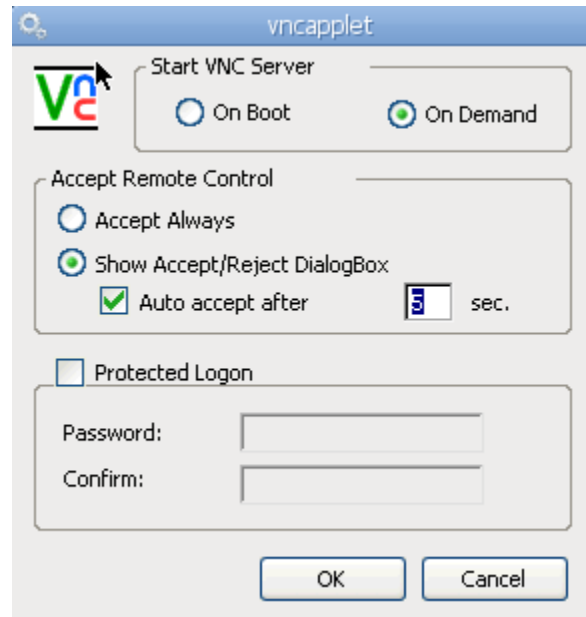 vncapplet
Vnc
Start VNC Server
On Boot On Demand
Accept Remote Control
Accept Always
Show Accept/Reject DialogBox
Auto accept after 5 sec.
Protected Logon
Password:
Confirm:
OK Cancel